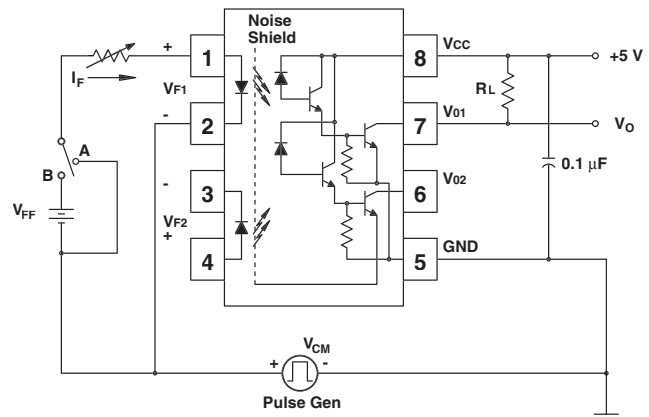 Noise
Shield
+
1
8
VCC
+5 V
IF
VF1
RL
-
2
7
V01
VO
A
B
-
3
6
V02
0.1 µF
VFF
VF2
+
4
5
GND
VCM
+
-
Pulse Gen